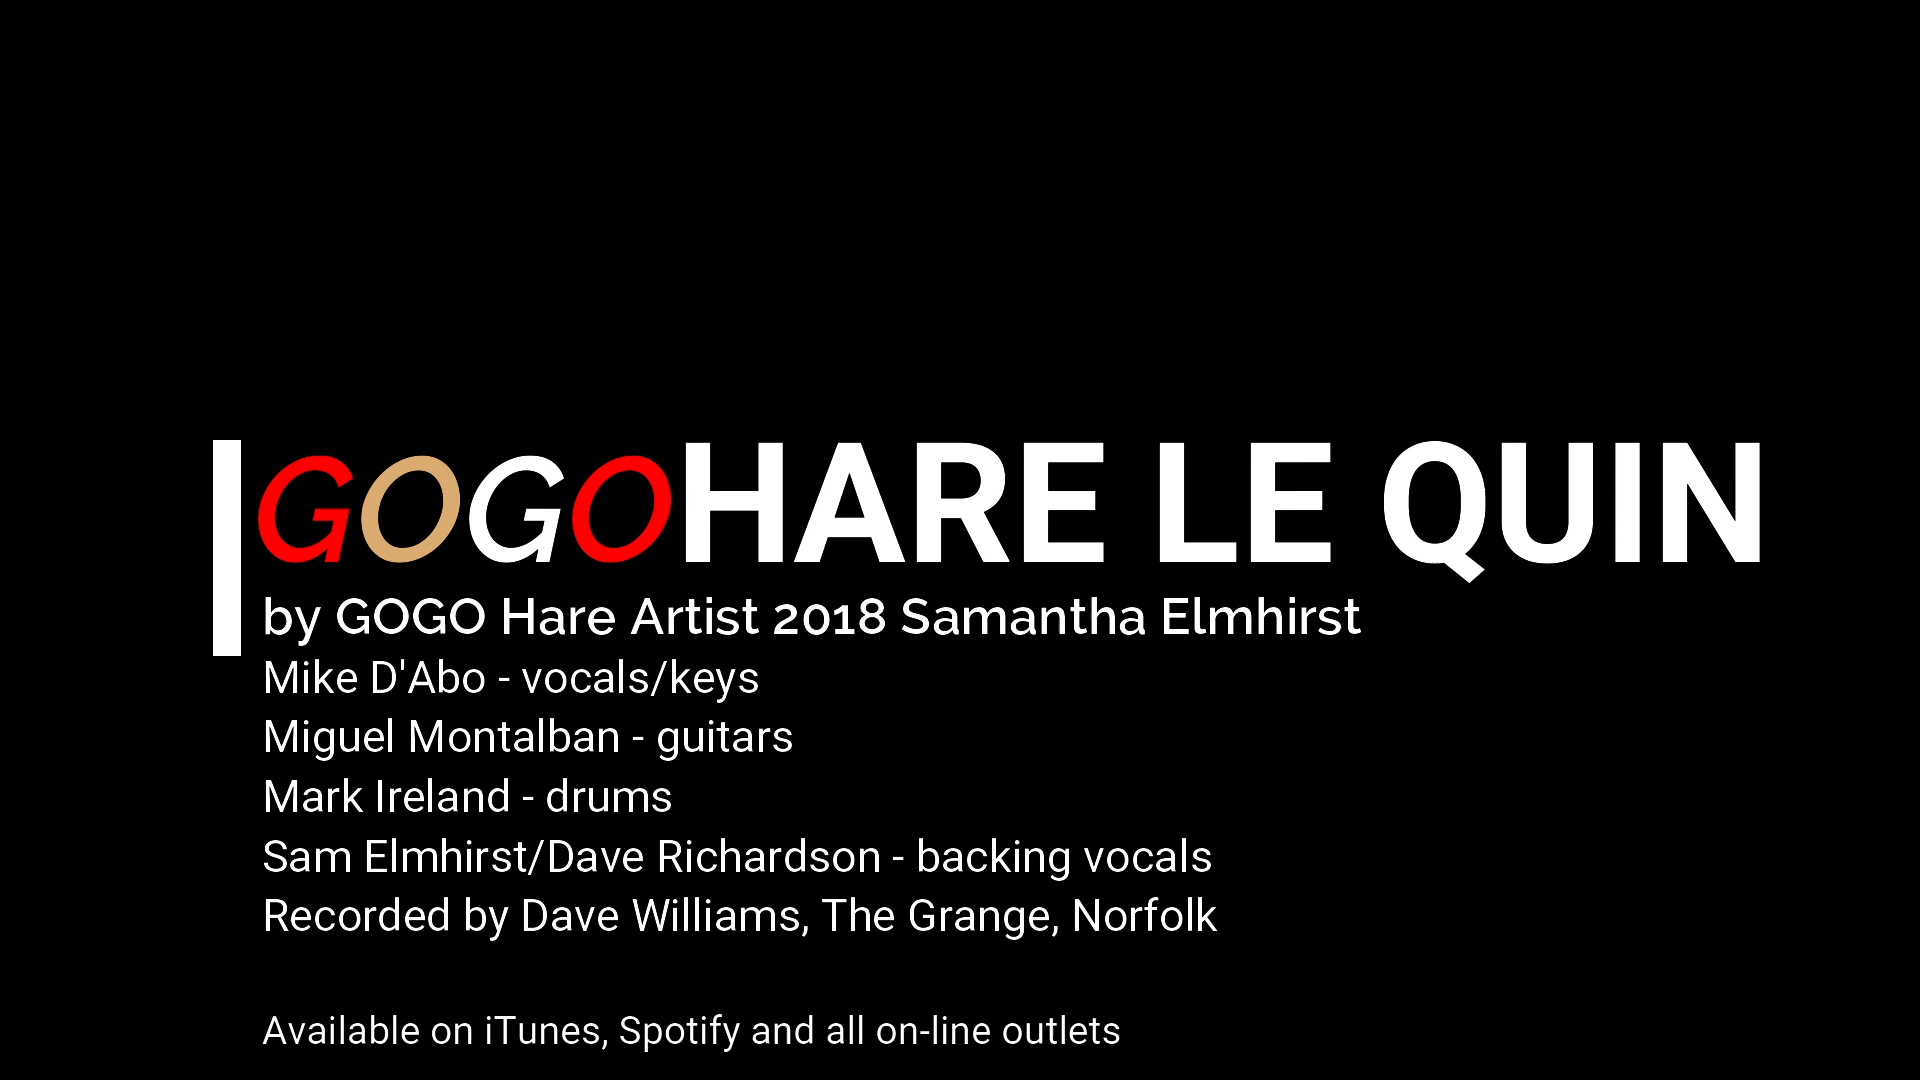 GOGOHARE LE QUIN
by GOGO Hare Artist 2018 Samantha Elmhirst
Mike D'Abo - vocals/keys
Miguel Montalban - guitars
Mark Ireland - drums
Sam Elmhirst/Dave Richardson - backing vocals
Recorded by Dave Williams, The Grange, Norfolk
Available on iTunes, Spotify and all on-line outlets